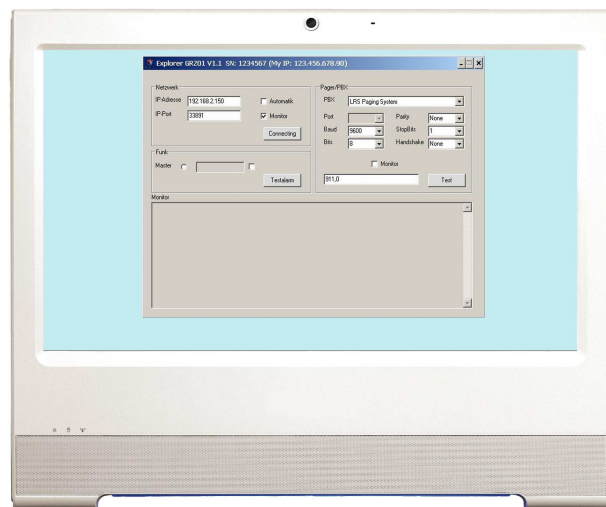 Explorer GR201 V1.1 SN: 1234567 (My IP: 123.456.678.90)
Netzwerk
IP-Adresse 192.168.2.150 Automatik
IP-Port 33891 Monitor
Connecting
Funk
Master
Testalarm
Pager/PBX
PBX LRS Paging System
Port Parity None
Baud 9600 StopBits 1
Bits 8 Handshake None
Monitor
911,0 Test
Monitor